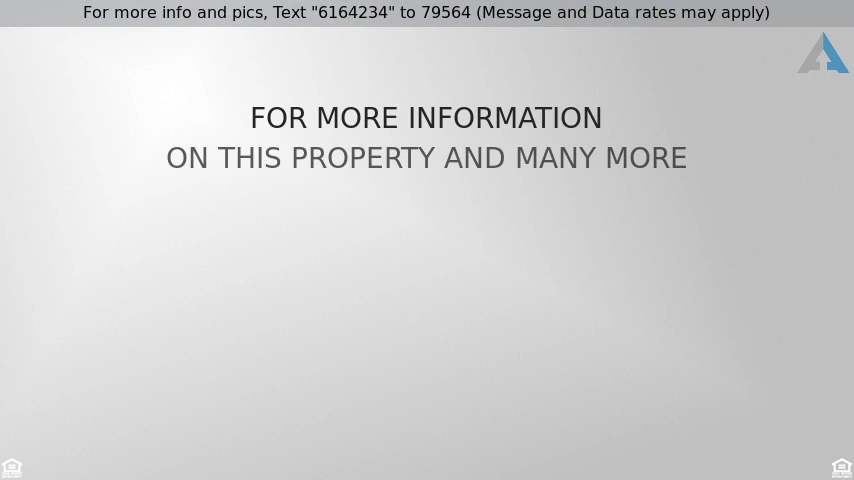 For more info and pics, Text "6164234" to 79564 (Message and Data rates may apply)
FOR MORE INFORMATION
ON THIS PROPERTY AND MANY MORE